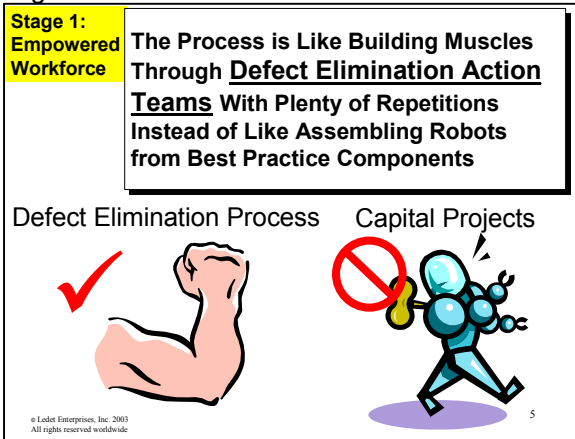 Stage 1:
Empowered
Workforce
The Process is Like Building Muscles
Through Defect Elimination Action
Teams With Plenty of Repetitions
Instead of Like Assembling Robots
from Best Practice Components
Defect Elimination Process
Capital Projects
© Ledet Enterprises, Inc. 2003
All rights reserved worldwide
5